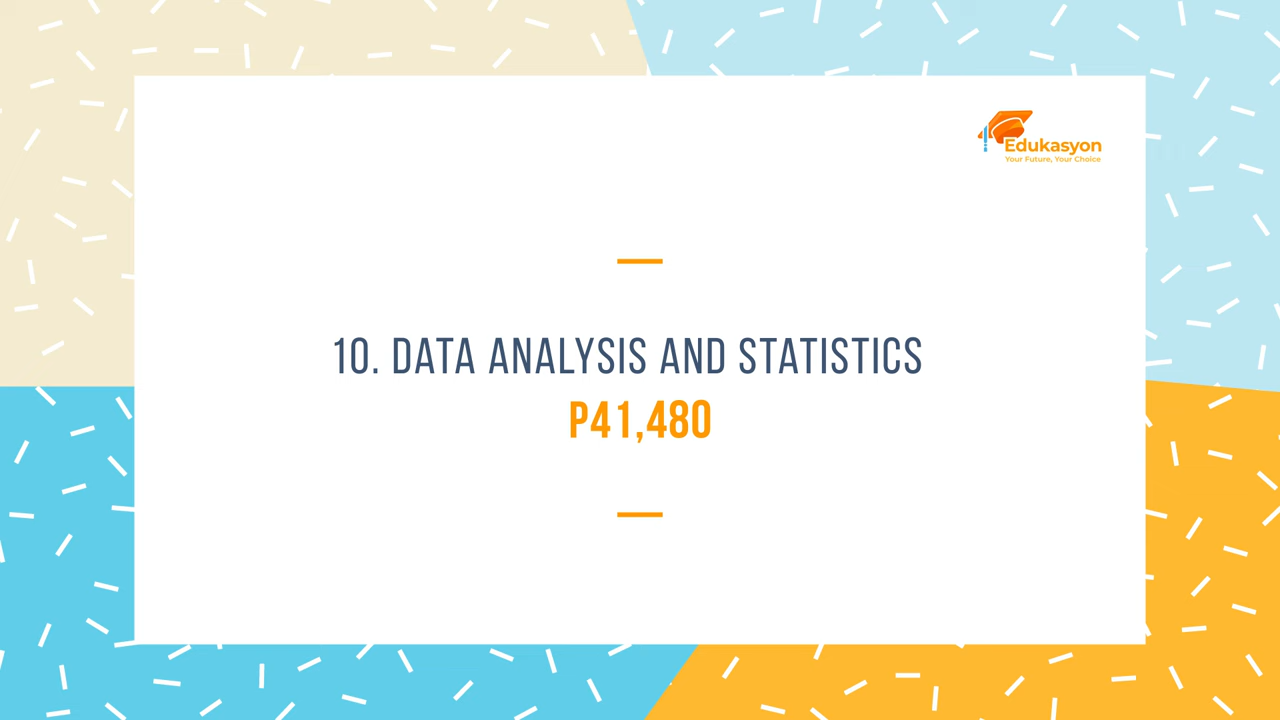 Edukasyon
Your Future, Your Choice
10. DATA ANALYSIS AND STATISTICS
P41,480